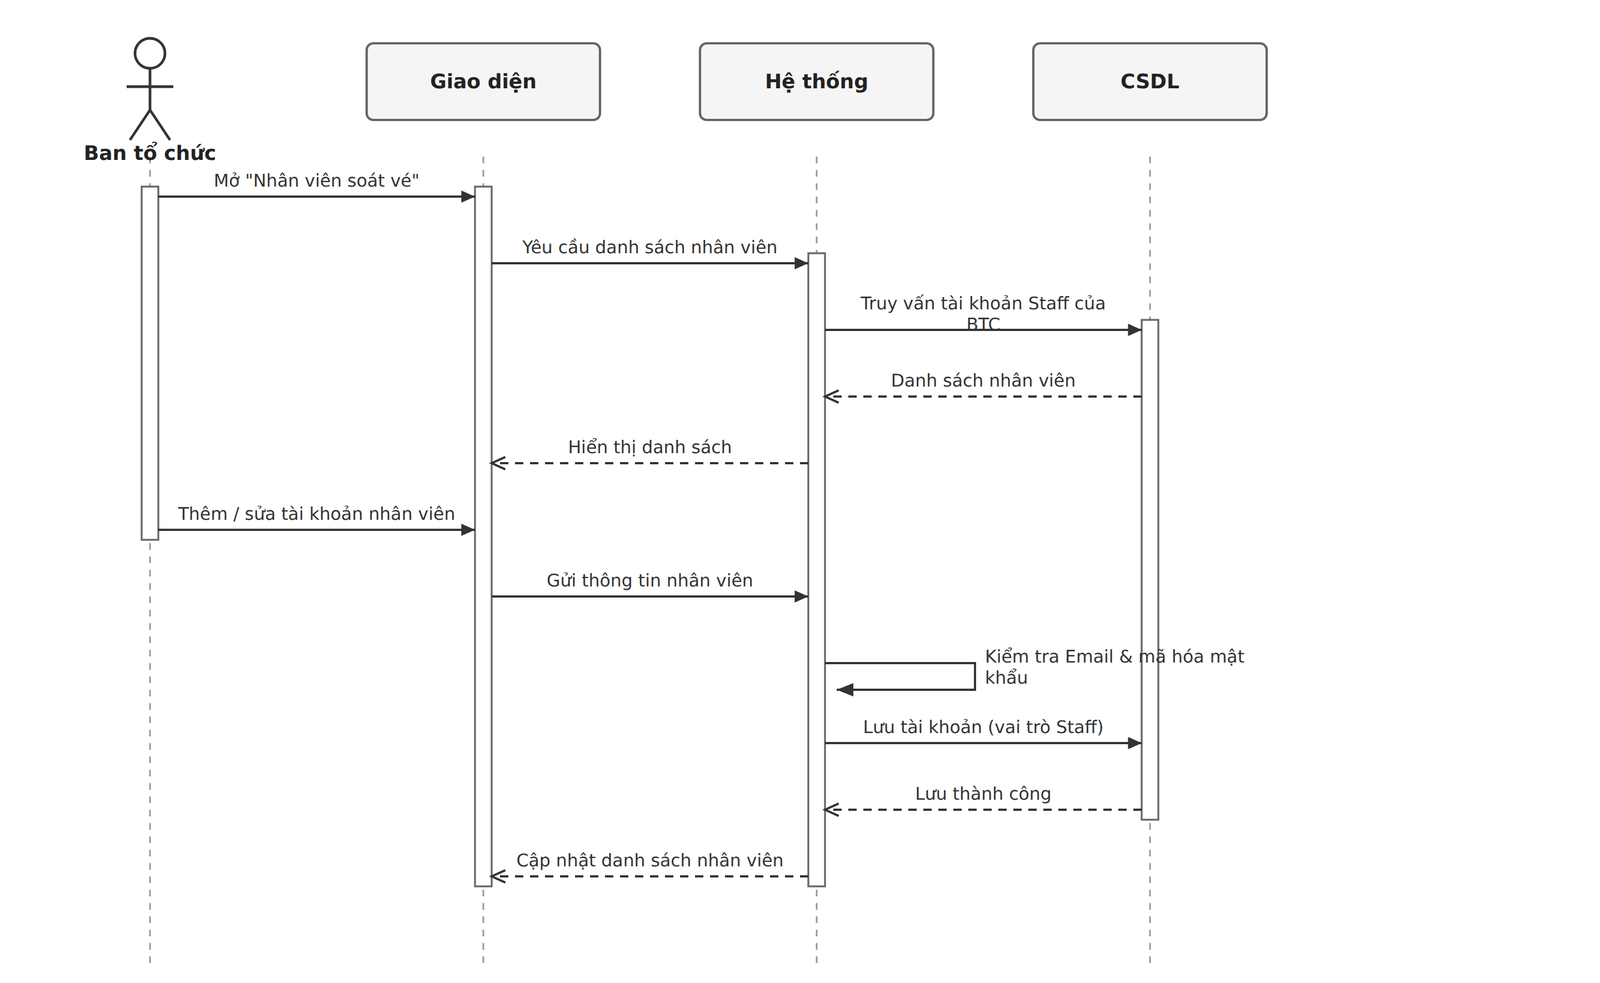 Giao diện
Hệ thống
CSDL
Ban tổ chức
Mở "Nhân viên soát vé"
Yêu cầu danh sách nhân viên
Truy vấn tài khoản Staff của
BTC
Danh sách nhân viên
Hiển thị danh sách
Thêm / sửa tài khoản nhân viên
Gửi thông tin nhân viên
Kiểm tra Email & mã hóa mật
khẩu
Lưu tài khoản (vai trò Staff)
Lưu thành công
Cập nhật danh sách nhân viên